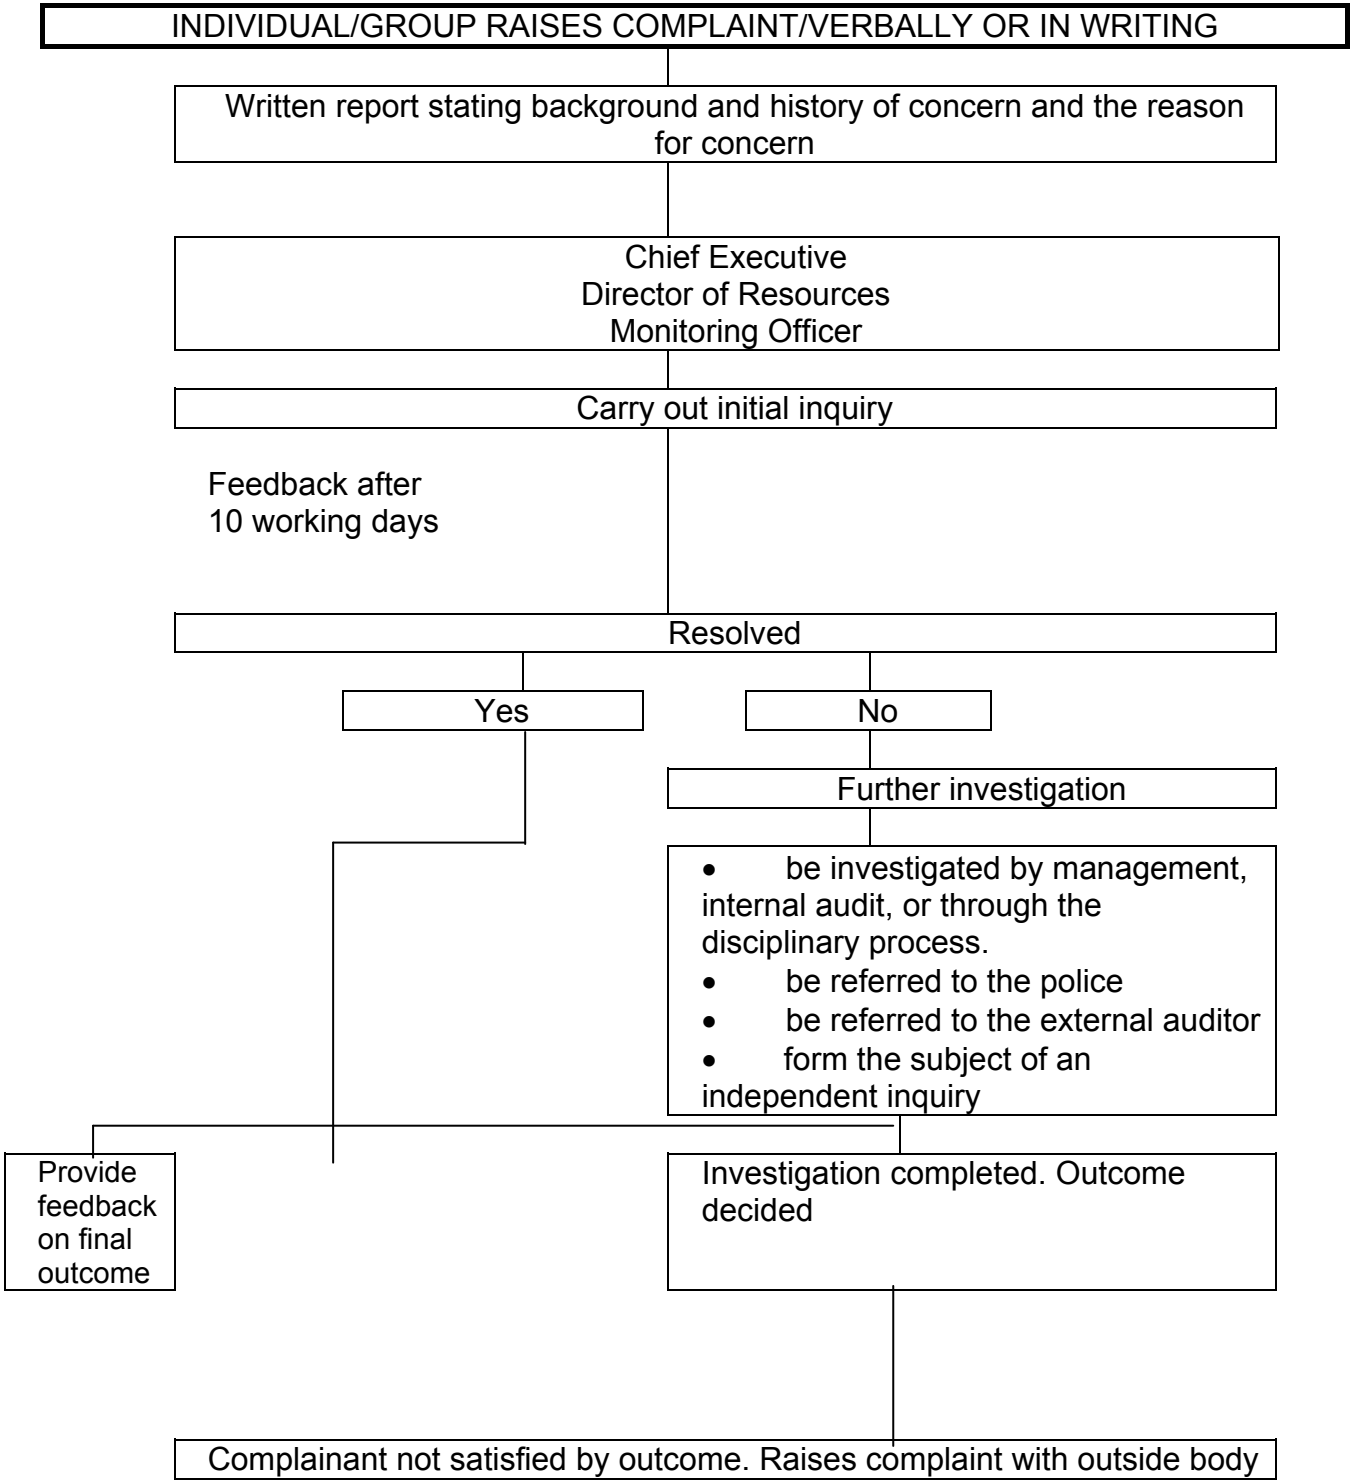 INDIVIDUAL/GROUP RAISES COMPLAINT/VERBALLY OR IN WRITING
Written report stating background and history of concern and the reason
for concern
Chief Executive
Director of Resources
Monitoring Officer
Carry out initial inquiry
Feedback after
10 working days
Resolved
Yes
No
Further investigation
• be investigated by management,
internal audit, or through the
disciplinary process.
• be referred to the police
• be referred to the external auditor
• form the subject of an
independent inquiry
Provide
feedback
on final
outcome
Investigation completed. Outcome
decided
Complainant not satisfied by outcome. Raises complaint with outside body